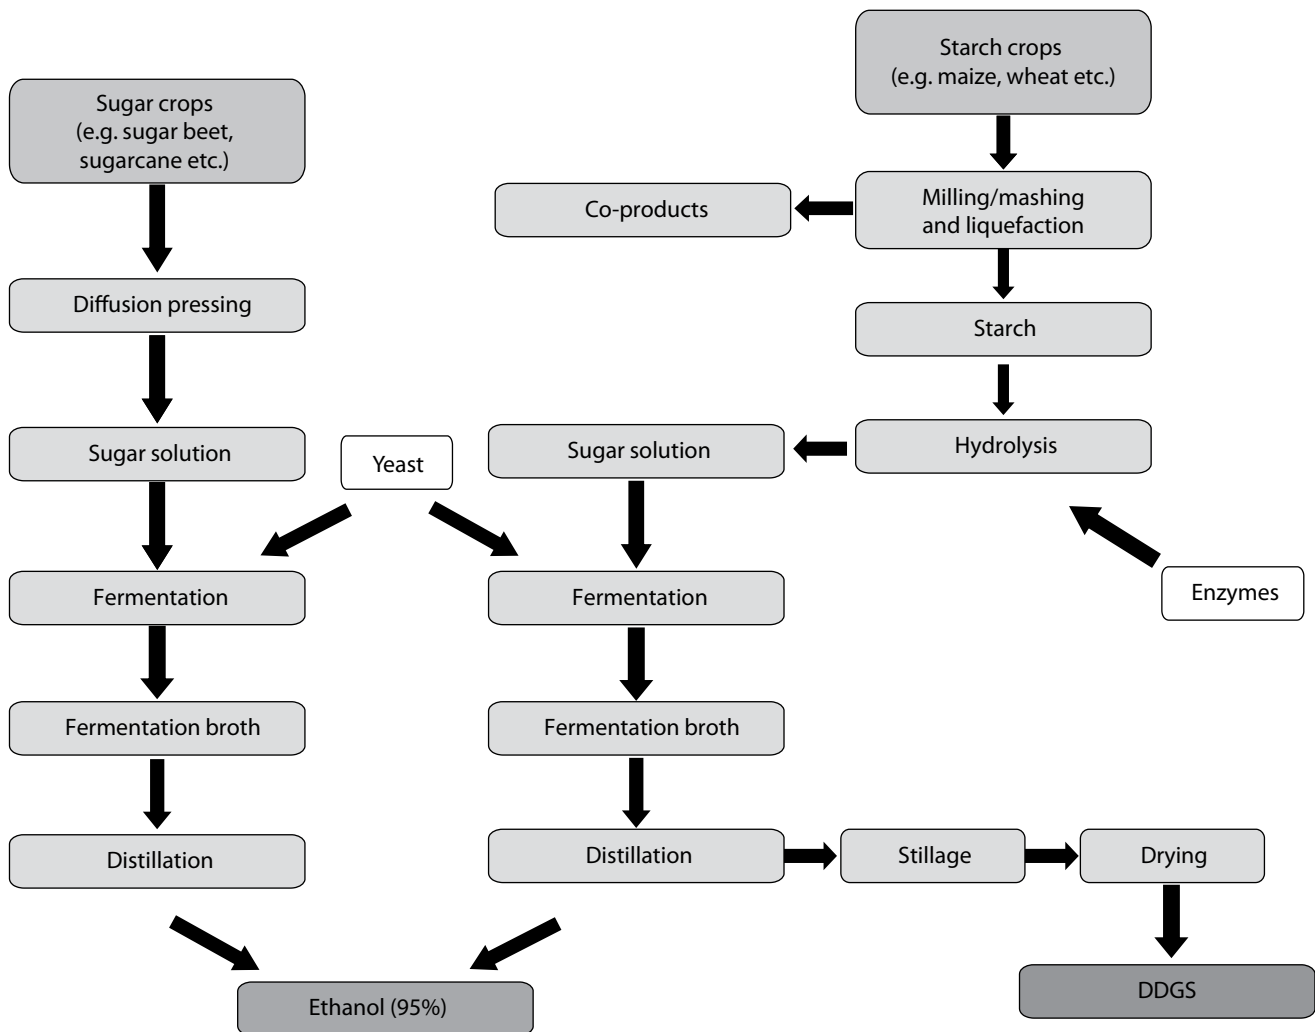 Starch crops
(e.g. maize, wheat etc.)
Sugar crops
(e.g. sugar beet,
sugarcane etc.)
Co-products
Milling/mashing
and liquefaction
Diffusion pressing
Starch
Sugar solution
Yeast
Sugar solution
Hydrolysis
Enzymes
Fermentation
Fermentation
Fermentation broth
Fermentation broth
Distillation
Distillation
Stillage
Drying
Ethanol (95%)
DDGS